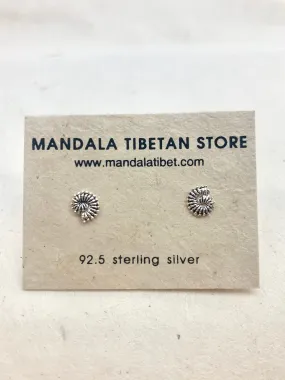 MANDALA TIBETAN STORE
www.mandalatibet.com
92.5 sterling silver